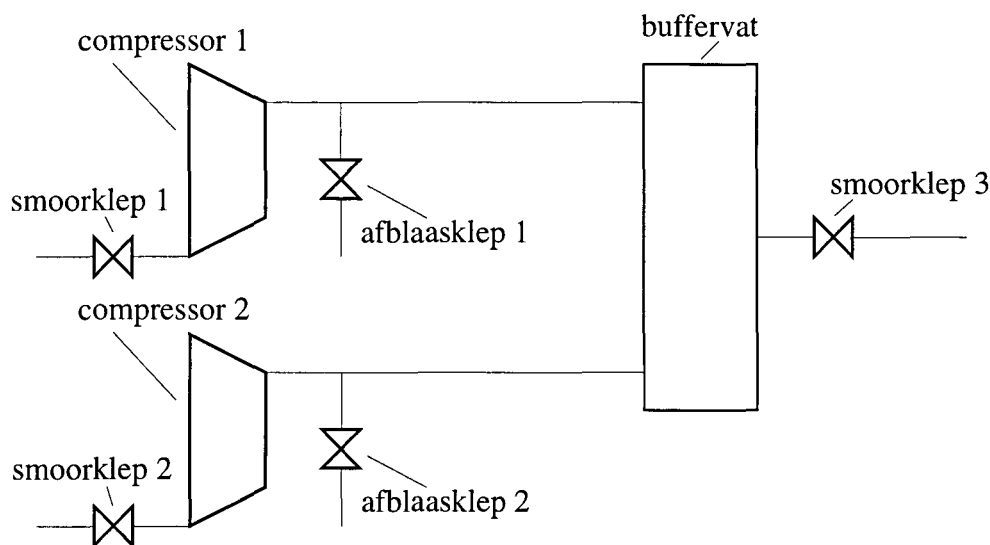 compressor 1
buffervat
smoorklep 1
afblaasklep 1
smoorklep 3
compressor 2
smoorklep 2
afblaasklep 2